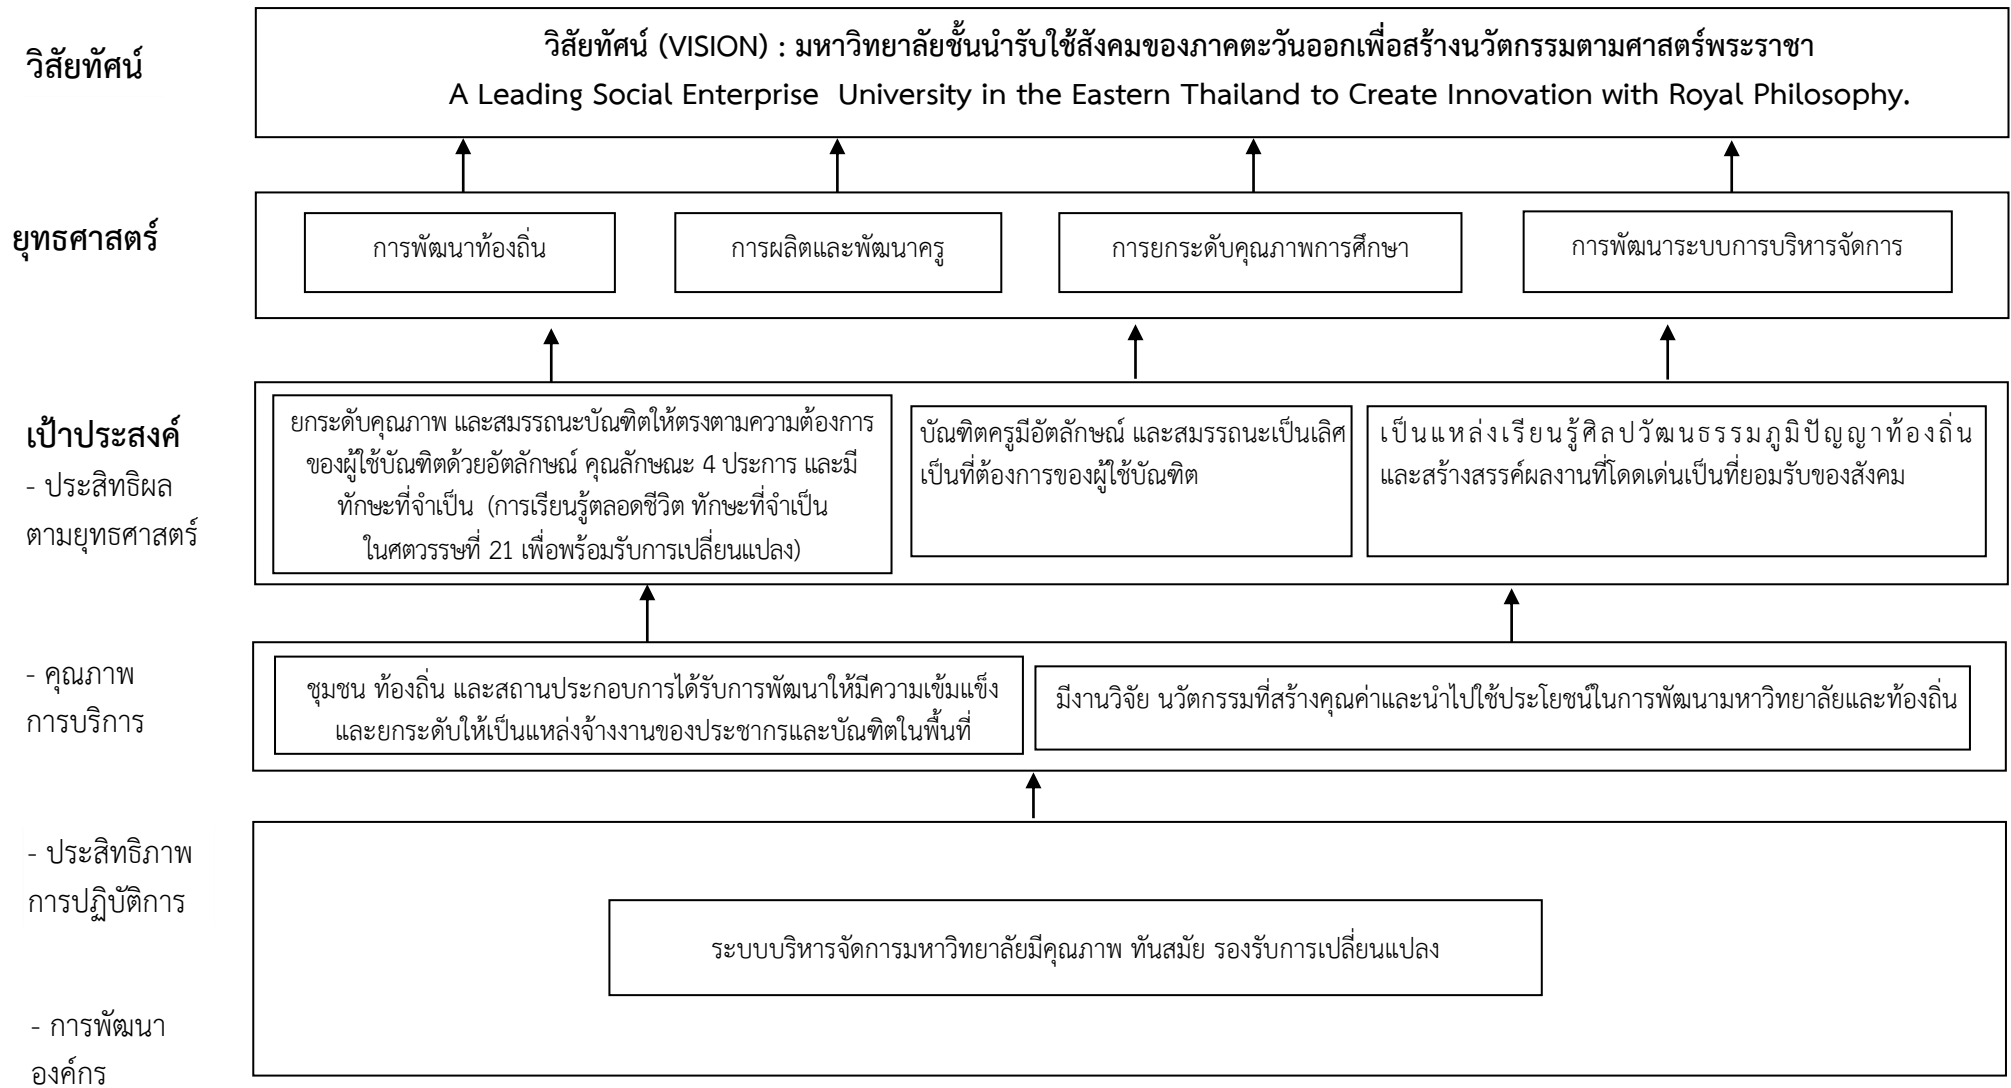 วิสัยทัศน์
วิสัยทัศน์ (VISION) : มหาวิทยาลัยชั้นนำรับใช้สังคมของภาคตะวันออกเพื่อสร้างนวัตกรรมตามศาสตร์พระราชา
A Leading Social Enterprise University in the Eastern Thailand to Create Innovation with Royal Philosophy.
ยุทธศาสตร์
การพัฒนาท้องถิ่น
การผลิตและพัฒนาครู
การยกระดับคุณภาพการศึกษา
การพัฒนาระบบการบริหารจัดการ
เป้าประสงค์
- ประสิทธิผล
ตามยุทธศาสตร์
ยกระดับคุณภาพ และสมรรถนะบัณฑิตให้ตรงตามความต้องการ
ของผู้ใช้บัณฑิตด้วยอัตลักษณ์ คุณลักษณะ 4 ประการ และมี
ทักษะที่จำเป็น (การเรียนรู้ตลอดชีวิต ทักษะที่จำเป็น
ในศตวรรษที่ 21 เพื่อพร้อมรับการเปลี่ยนแปลง)
บัณฑิตครูมีอัตลักษณ์ และสมรรถนะเป็นเลิศ
เป็นที่ต้องการของผู้ใช้บัณฑิต
เป็นแหล่งเรียนรู้ศิลปวัฒนธรรมภูมิปัญญาท้องถิ่น
และสร้างสรรค์ผลงานที่โดดเด่นเป็นที่ยอมรับของสังคม
- คุณภาพ
การบริการ
ชุมชน ท้องถิ่น และสถานประกอบการได้รับการพัฒนาให้มีความเข้มแข็ง
และยกระดับให้เป็นแหล่งจ้างงานของประชากรและบัณฑิตในพื้นที่
มีงานวิจัย นวัตกรรมที่สร้างคุณค่าและนำไปใช้ประโยชน์ในการพัฒนามหาวิทยาลัยและท้องถิ่น
- ประสิทธิภาพ
การปฏิบัติการ
ระบบบริหารจัดการมหาวิทยาลัยมีคุณภาพ ทันสมัย รองรับการเปลี่ยนแปลง
- การพัฒนา
องค์กร